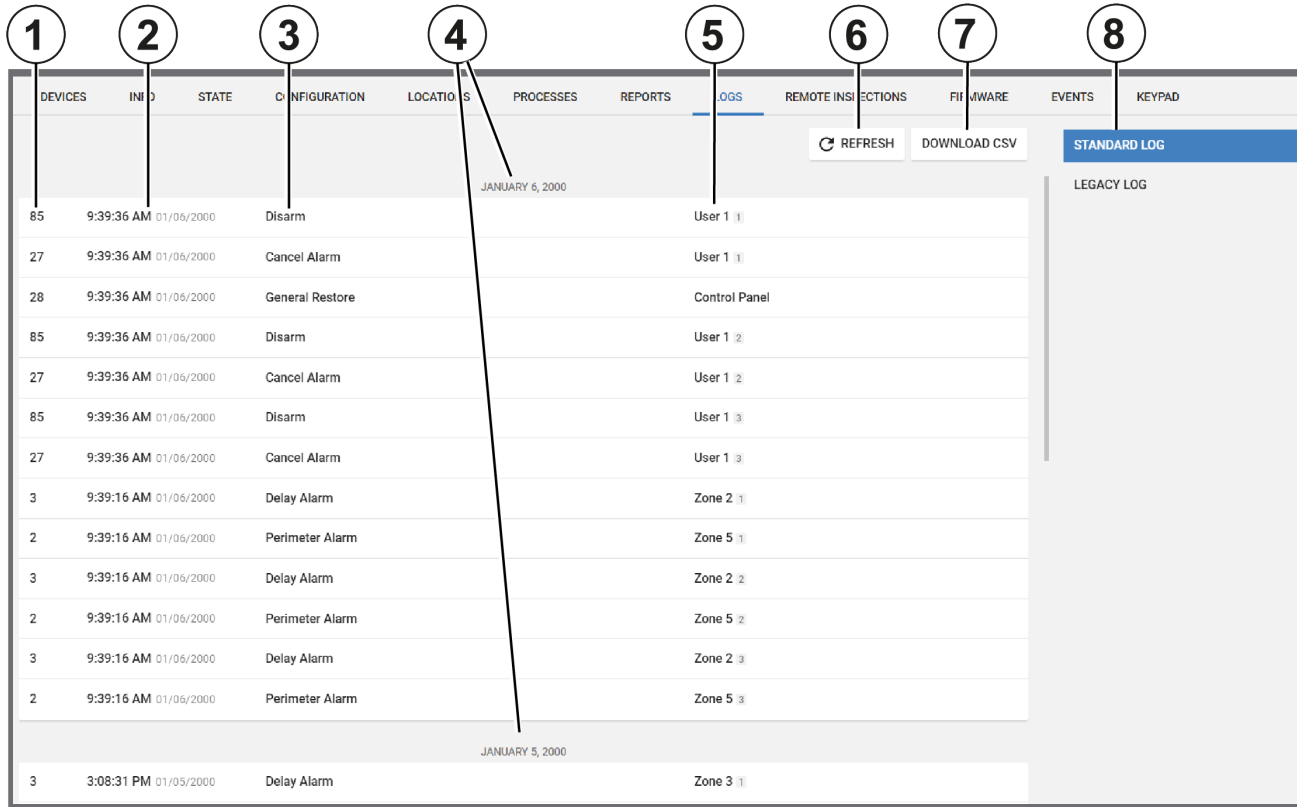 1 2 3 4 5 6 7 8
DEVICES INFO STATE CONFIGURATION LOCATIONS PROCESSES REPORTS LOGS REMOTE INSPECTIONS FIRMWARE EVENTS KEYPAD
REFRESH DOWNLOAD CSV STANDARD LOG
LEGACY LOG
JANUARY 6, 2000
85 9:39:36 AM 01/06/2000 Disarm User 1 1
27 9:39:36 AM 01/06/2000 Cancel Alarm User 1 1
28 9:39:36 AM 01/06/2000 General Restore Control Panel
85 9:39:36 AM 01/06/2000 Disarm User 1 2
27 9:39:36 AM 01/06/2000 Cancel Alarm User 1 2
85 9:39:36 AM 01/06/2000 Disarm User 1 3
27 9:39:36 AM 01/06/2000 Cancel Alarm User 1 3
3 9:39:16 AM 01/06/2000 Delay Alarm Zone 2 1
2 9:39:16 AM 01/06/2000 Perimeter Alarm Zone 5 1
3 9:39:16 AM 01/06/2000 Delay Alarm Zone 2 2
2 9:39:16 AM 01/06/2000 Perimeter Alarm Zone 5 2
3 9:39:16 AM 01/06/2000 Delay Alarm Zone 2 3
2 9:39:16 AM 01/06/2000 Perimeter Alarm Zone 5 3
JANUARY 5, 2000
3 3:08:31 PM 01/05/2000 Delay Alarm Zone 3 1